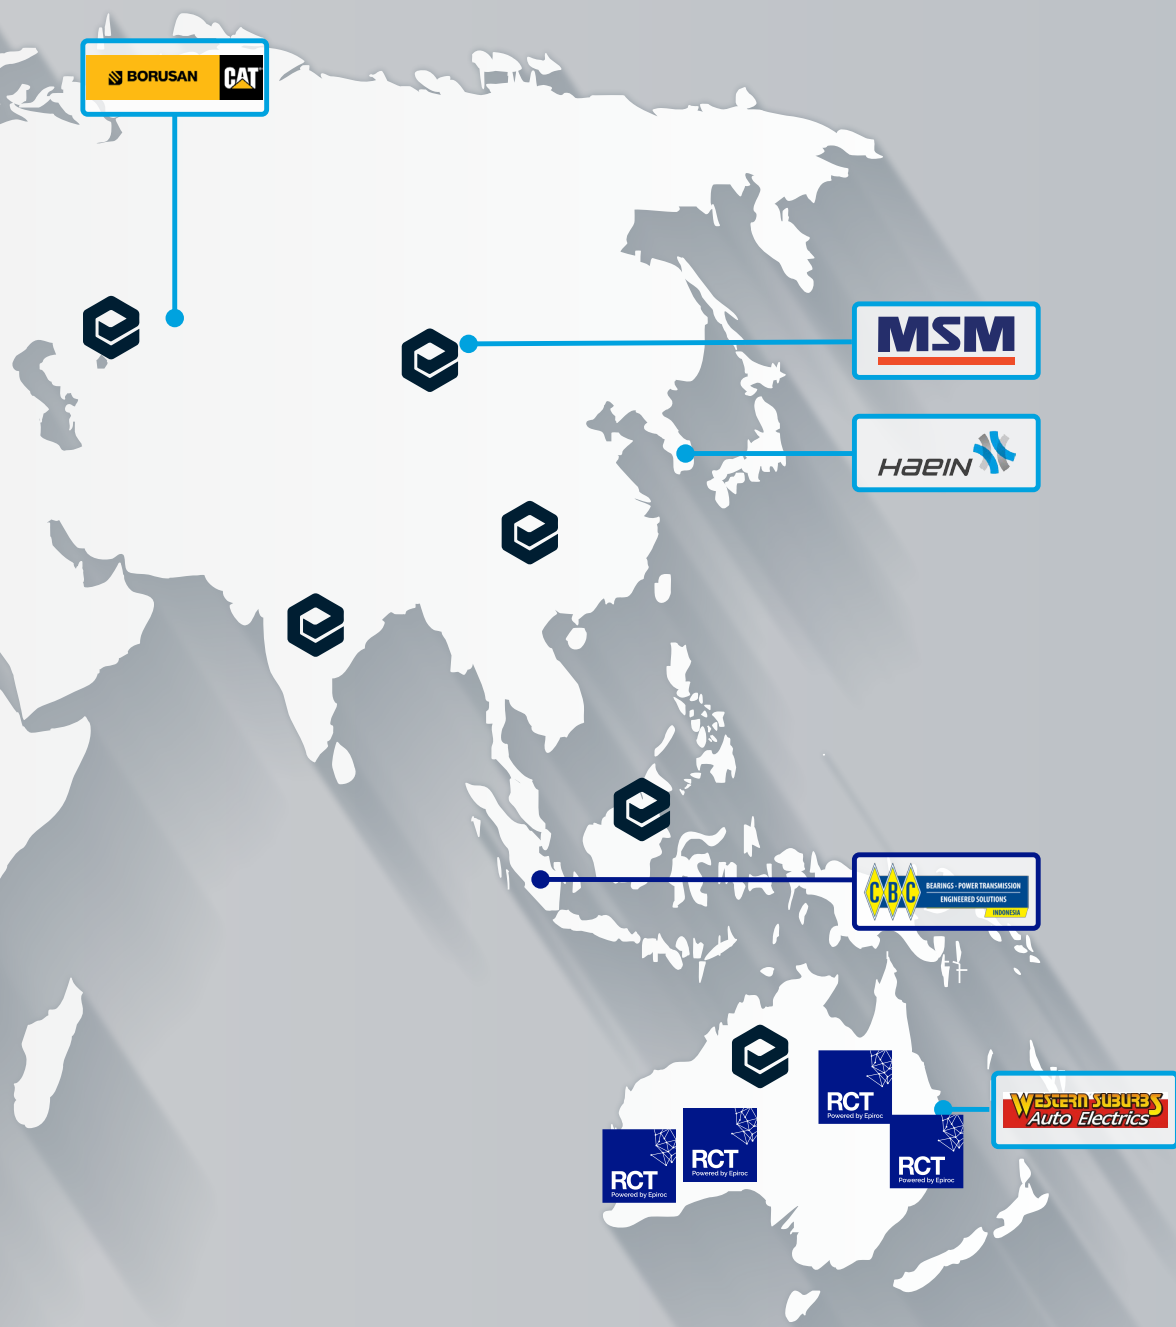 BORUSAN CAT
MSM
HAEIN
CBC
BEARINGS - POWER TRANSMISSION
ENGINEERED SOLUTIONS
INDONESIA
RCT
Powered by Epiroc
WESTERN SUBURBS
Auto Electrics
RCT
Powered by Epiroc
RCT
Powered by Epiroc
RCT
Powered by Epiroc